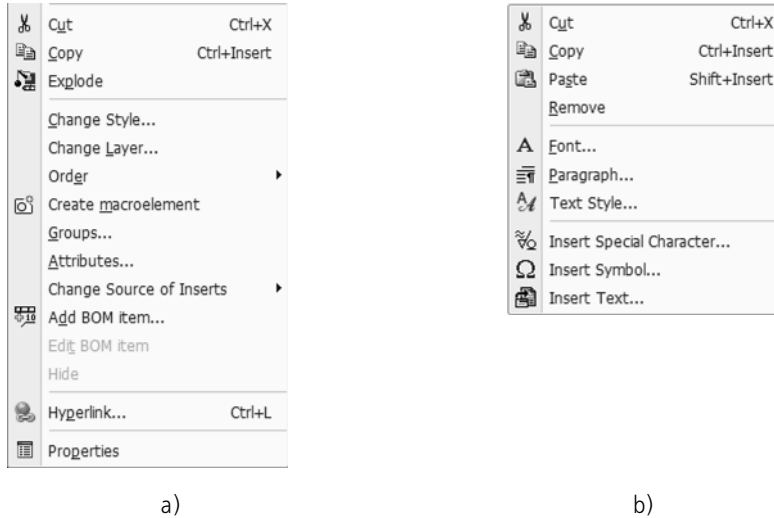 Cut Ctrl+X
Copy Ctrl+Insert
Explode
Change Style...
Change Layer...
Order
Create macroelement
Groups...
Attributes...
Change Source of Inserts
Add BOM item...
Edit BOM item
Hide
Hyperlink... Ctrl+L
Properties
a)
Cut Ctrl+X
Copy Ctrl+Insert
Paste Shift+Insert
Remove
Font...
Paragraph...
Text Style...
Insert Special Character...
Insert Symbol...
Insert Text...
b)